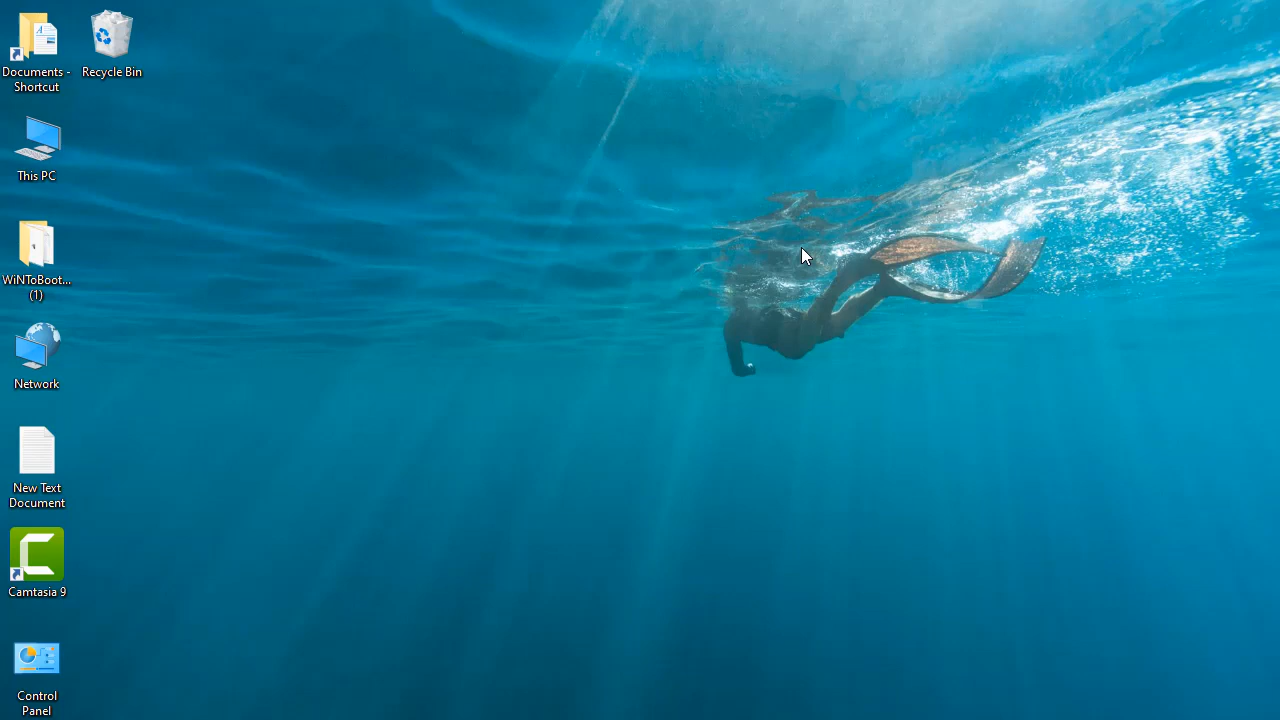 Documents -
Shortcut
Recycle Bin
This PC
WiNToBoot...
(1)
Network
New Text
Document
Camtasia 9
Control
Panel